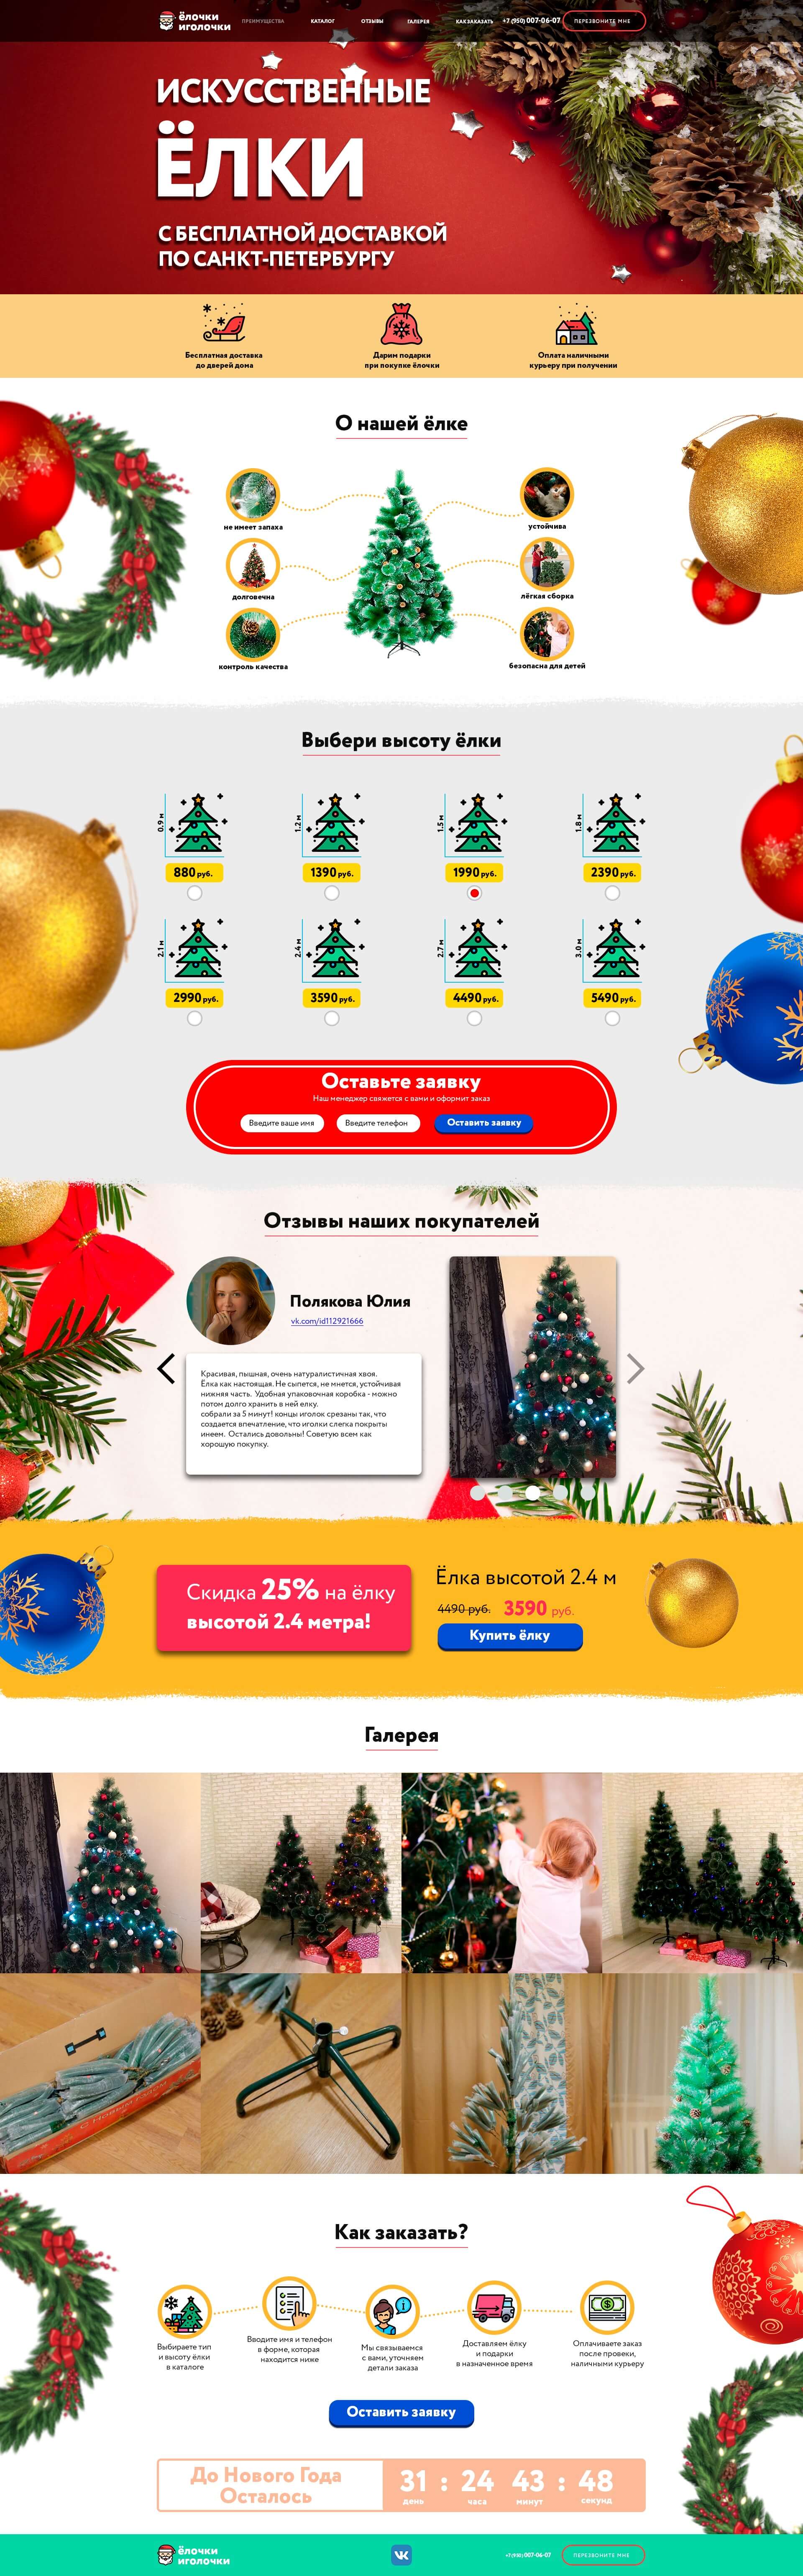 ёлочки
иголочки
ПРЕИМУЩЕСТВА
КАТАЛОГ
ОТЗЫВЫ
ГАЛЕРЕЯ
КАК ЗАКАЗАТЬ
+7 (950) 007-06-07
ПЕРЕЗВОНИТЕ МНЕ
ИСКУССТВЕННЫЕ
ЁЛКИ
С БЕСПЛАТНОЙ ДОСТАВКОЙ
ПО САНКТ-ПЕТЕРБУРГУ
Бесплатная доставка
до дверей дома
Дарим подарки
при покупке ёлочки
Оплата наличными
курьеру при получении
О нашей ёлке
не имеет запаха
устойчива
долговечна
лёгкая сборка
контроль качества
безопасна для детей
Выбери высоту ёлки
0.9 м
1.2 м
1.5 м
1.8 м
880 руб.
1390 руб.
1990 руб.
2390 руб.
2.1 м
2.4 м
2.7 м
3.0 м
2990 руб.
3590 руб.
4490 руб.
5490 руб.
Оставьте заявку
Наш менеджер свяжется с вами и оформит заказ
Введите ваше имя
Введите телефон
Оставить заявку
Отзывы наших покупателей
Полякова Юлия
vk.com/id112921666
Красивая, пышная, очень натуралистичная хвоя.
Ёлка как настоящая. Не сыпется, не мнется, устойчивая
нижняя часть. Удобная упаковочная коробка - можно
потом долго хранить в ней елку.
собрали за 5 минут! концы иголок срезаны так, что
создается впечатление, что иголки слегка покрыты
инеем. Остались довольны! Советую всем как
хорошую покупку.
Скидка 25% на ёлку
высотой 2.4 метра!
Ёлка высотой 2.4 м
4490 руб. 3590 руб.
Купить ёлку
Галерея
Как заказать?
Выбираете тип
и высоту ёлки
в каталоге
Вводите имя и телефон
в форме, которая
находится ниже
Мы связываемся
с вами, уточняем
детали заказа
Доставляем ёлку
и подарки
в назначенное время
Оплачиваете заказ
после провеки,
наличными курьеру
Оставить заявку
До Нового Года
Осталось
31 : 24 43 : 48
день часа минут секунд
ёлочки
иголочки
+7 (950) 007-06-07
ПЕРЕЗВОНИТЕ МНЕ